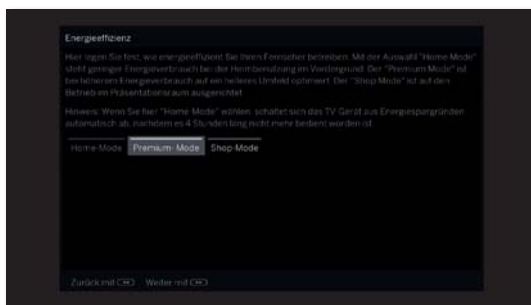 Energieeffizienz
Hier legen Sie fest, wie energieeffizient Sie Ihren Fernseher betreiben. Mit der Auswahl "Home-Mode"
steht geringer Energieverbrauch bei der Heimbenutzung im Vordergrund. Der "Premium-Mode" ist
bei höherem Energieverbrauch auf ein helleres Umfeld optimiert. Der "Shop-Mode" ist auf den
Betrieb im Präsentationsraum ausgerichtet
Hinweis: Wenn Sie hier "Home-Mode" wählen, schaltet sich das TV-Gerät aus Energiespargründen
automatisch ab, nachdem es 4 Stunden lang nicht mehr bedient worden ist.
Home-Mode Premium-Mode Shop-Mode
Zurück mit Weiter mit